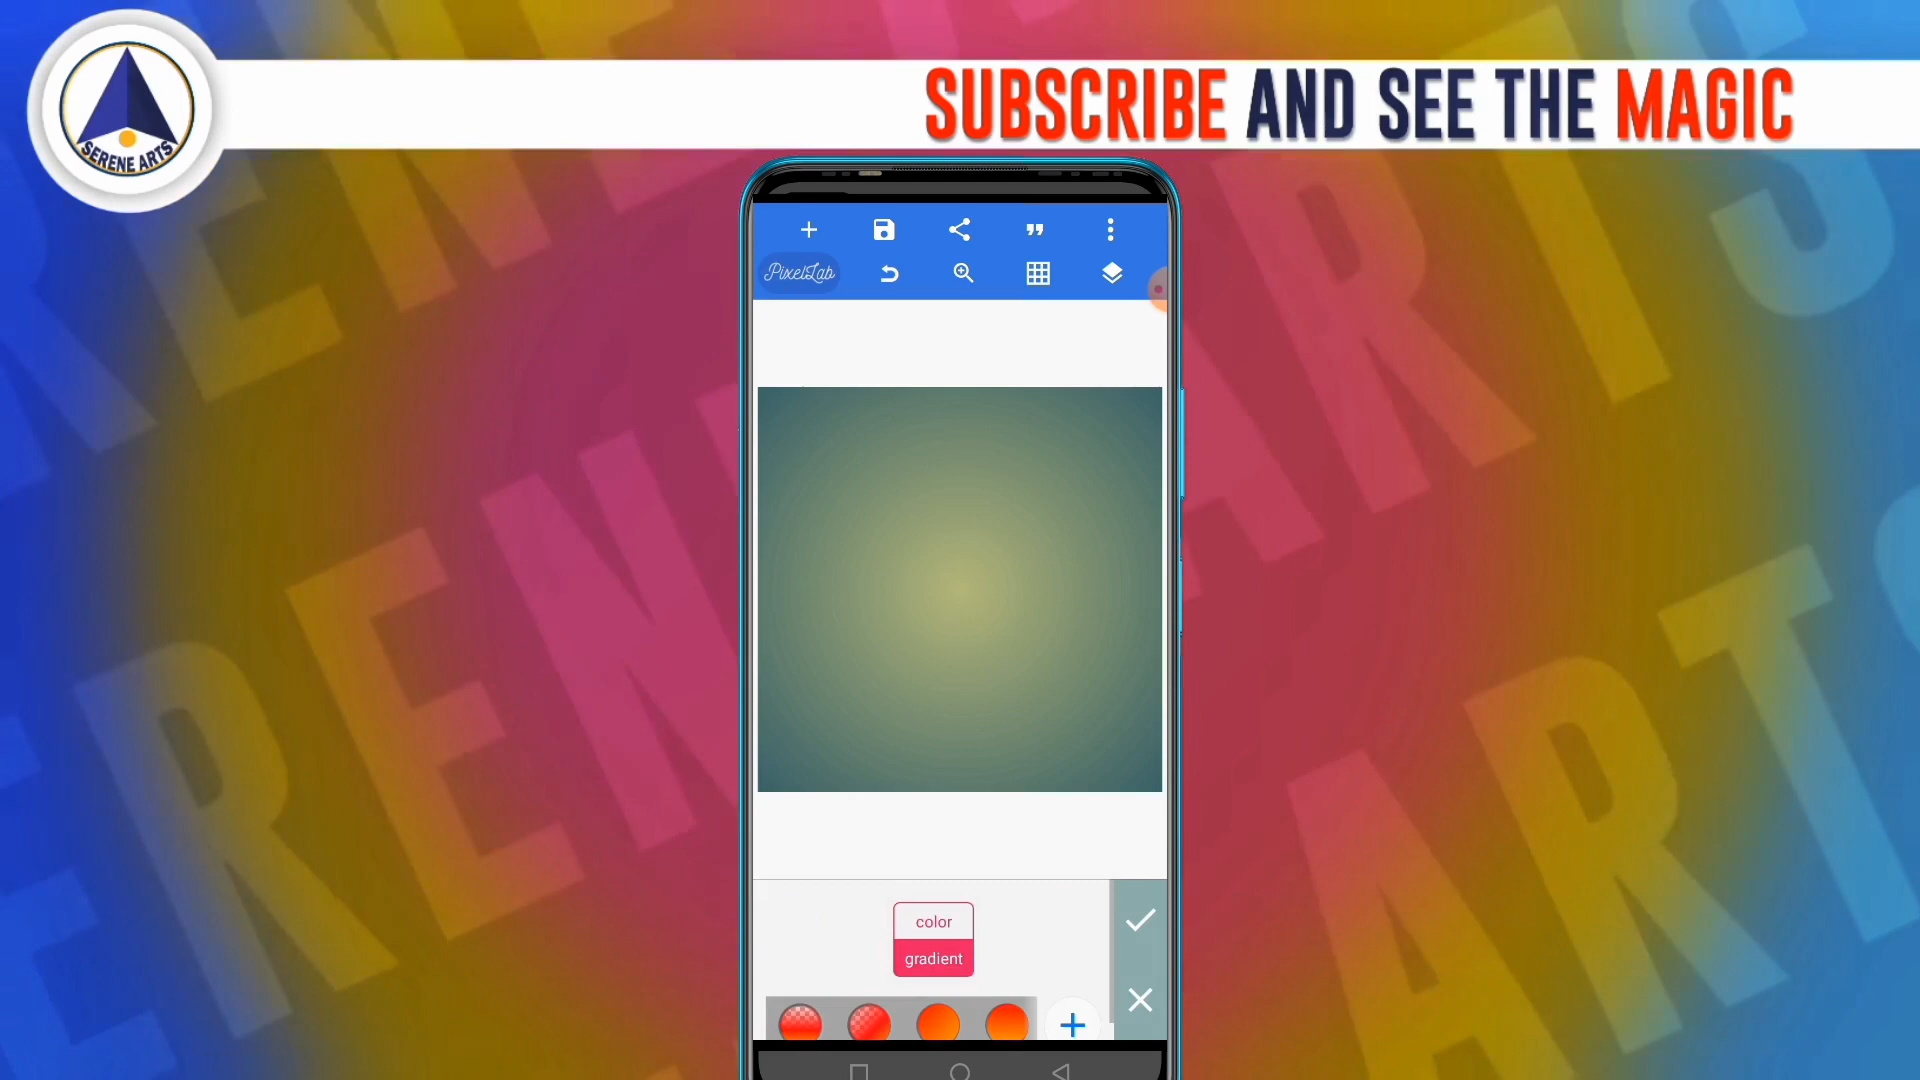 SUBSCRIBE AND SEE THE MAGIC
SERENE ARTS
PixelLab
color
gradient